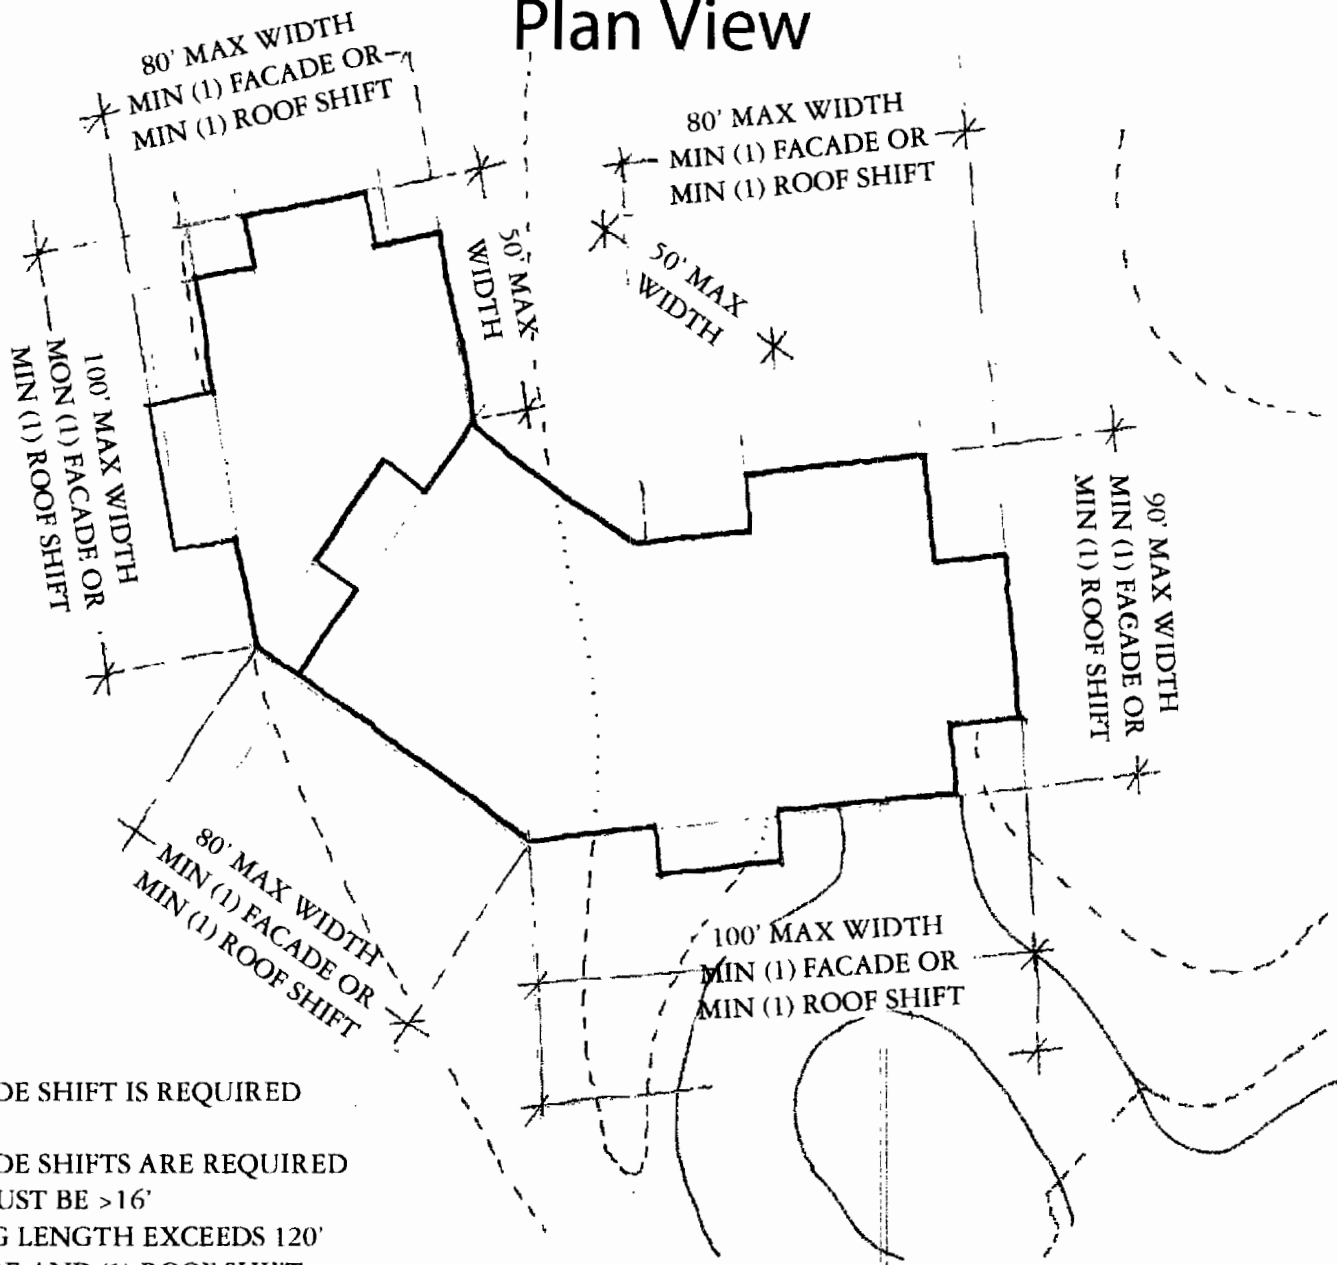 Plan View
80' MAX WIDTH
MIN (1) FACADE OR
MIN (1) ROOF SHIFT
80' MAX WIDTH
MIN (1) FACADE OR
MIN (1) ROOF SHIFT
50' MAX
WIDTH
50' MAX
WIDTH
100' MAX WIDTH
MON (1) FACADE OR
MIN (1) ROOF SHIFT
90' MAX WIDTH
MIN (1) FACADE OR
MIN (1) ROOF SHIFT
80' MAX WIDTH
MIN (1) FACADE OR
MIN (1) ROOF SHIFT
100' MAX WIDTH
MIN (1) FACADE OR
MIN (1) ROOF SHIFT
DE SHIFT IS REQUIRED
DE SHIFTS ARE REQUIRED
UST BE >16'
G LENGTH EXCEEDS 120'
AND (1) ROOF SHIFT